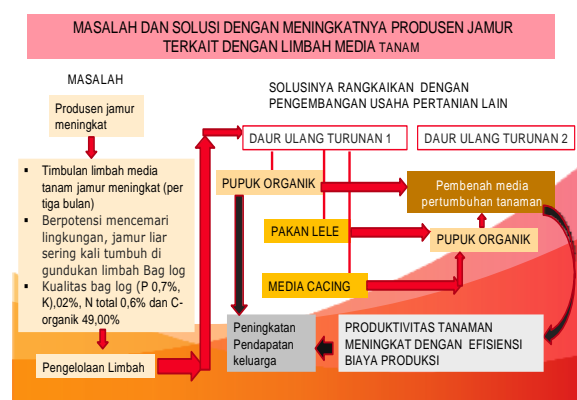 MASALAH DAN SOLUSI DENGAN MENINGKATNYA PRODUSEN JAMUR
TERKAIT DENGAN LIMBAH MEDIA TANAM
MASALAH
Produsen jamur
meningkat
▪ Timbulan limbah media
tanam jamur meningkat (per
tiga bulan)
▪ Berpotensi mencemari
lingkungan, jamur liar
sering kali tumbuh di
gundukan limbah Bag log
▪ Kualitas bag log (P 0,7%,
K),02%, N total 0,6% dan C-
organik 49,00%
Pengelolaan Limbah
SOLUSINYA RANGKAIKAN DENGAN
PENGEMBANGAN USAHA PERTANIAN LAIN
DAUR ULANG TURUNAN 1
DAUR ULANG TURUNAN 2
PUPUK ORGANIK
Pembenah media
pertumbuhan tanaman
PAKAN LELE
PUPUK ORGANIK
MEDIA CACING
Peningkatan
Pendapatan
keluarga
PRODUKTIVITAS TANAMAN
MENINGKAT DENGAN EFISIENSI
BIAYA PRODUKSI